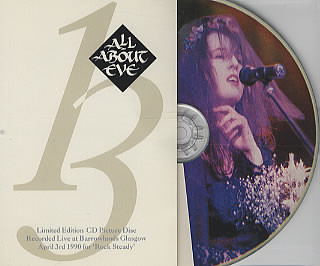 ALL
ABOUT
EVE
13
Limited Edition CD Picture Disc
Recorded Live at Barrowlands Glasgow
April 3rd 1990 for 'Rock Steady'